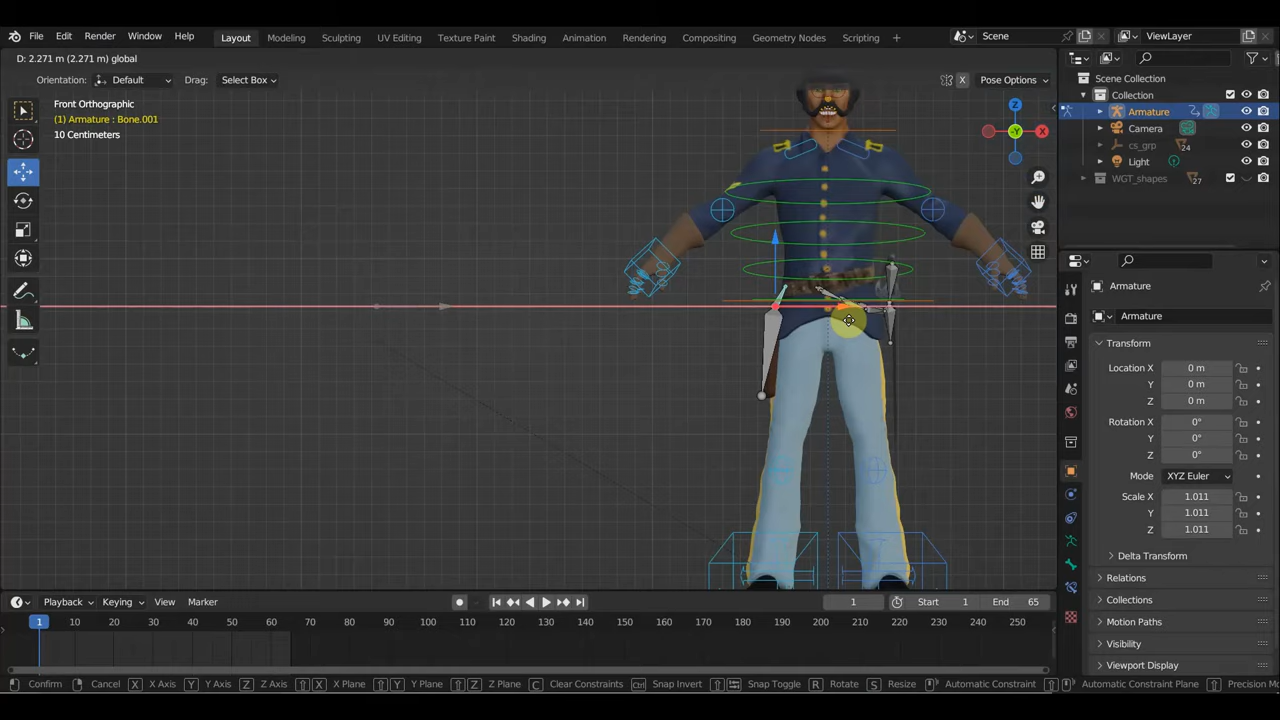 File Edit Render Window Help Layout Modeling Sculpting UV Editing Texture Paint Shading Animation Rendering Compositing Geometry Nodes Scripting + Scene ViewLayer
D: 2.271 m (2.271 m) global
Orientation: Default Drag: Select Box X Pose Options
Front Orthographic
(1) Armature : Bone.001
10 Centimeters
Z
X
-Y
Scene Collection
Collection
Armature
Camera
cs_grp 24
Light
WGT_shapes 27
Armature
Armature
Transform
Location X 0 m
Y 0 m
Z 0 m
Rotation X 0°
Y 0°
Z 0°
Mode XYZ Euler
Scale X 1.011
Y 1.011
Z 1.011
Delta Transform
Relations
Collections
Motion Paths
Visibility
Viewport Display
Playback Keying View Marker 1 Start 1 End 65
1 10 20 30 40 50 60 70 80 90 100 110 120 130 140 150 160 170 180 190 200 210 220 230 240 250
Confirm Cancel X X Axis Y Y Axis Z Z Axis X X Plane Y Y Plane Z Z Plane C Clear Constraints Ctrl Snap Invert Snap Toggle R Rotate S Resize Automatic Constraint Automatic Constraint Plane Precision Mo